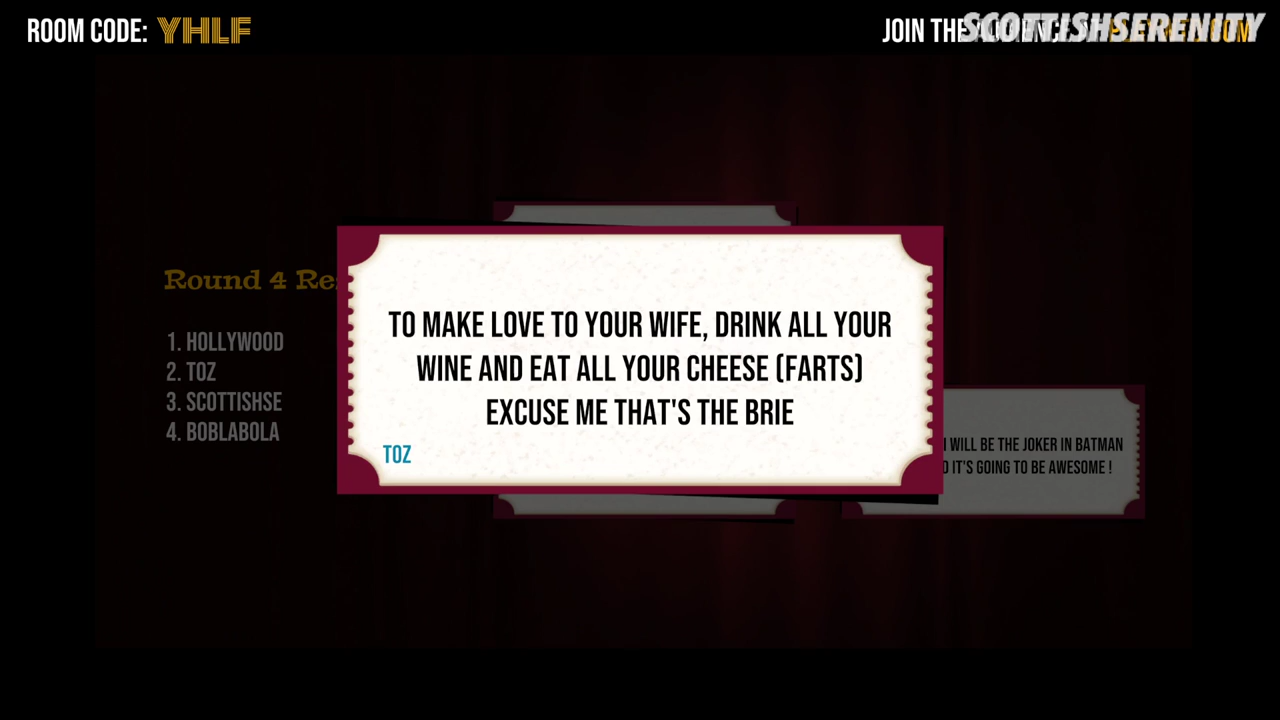 ROOM CODE: YHLF
JOIN THE
SCOTTISHSERENITY
Round 4 Re
1. HOLLYWOOD
2. TOZ
3. SCOTTISHSE
4. BOBLABOLA
TO MAKE LOVE TO YOUR WIFE, DRINK ALL YOUR
WINE AND EAT ALL YOUR CHEESE (FARTS)
EXCUSE ME THAT'S THE BRIE
TOZ
WILL BE THE JOKER IN BATMAN
IT'S GOING TO BE AWESOME !